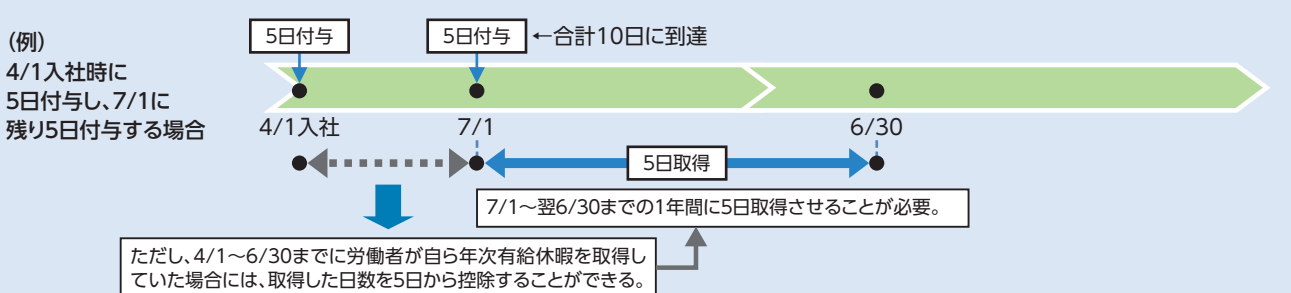 (例)
4/1入社時に
5日付与し、7/1に
残り5日付与する場合
5日付与
5日付与
←合計10日に到達
4/1入社
7/1
6/30
5日取得
7/1～翌6/30までの1年間に5日取得させることが必要。
ただし、4/1～6/30までに労働者が自ら年次有給休暇を取得し
ていた場合には、取得した日数を5日から控除することができる。